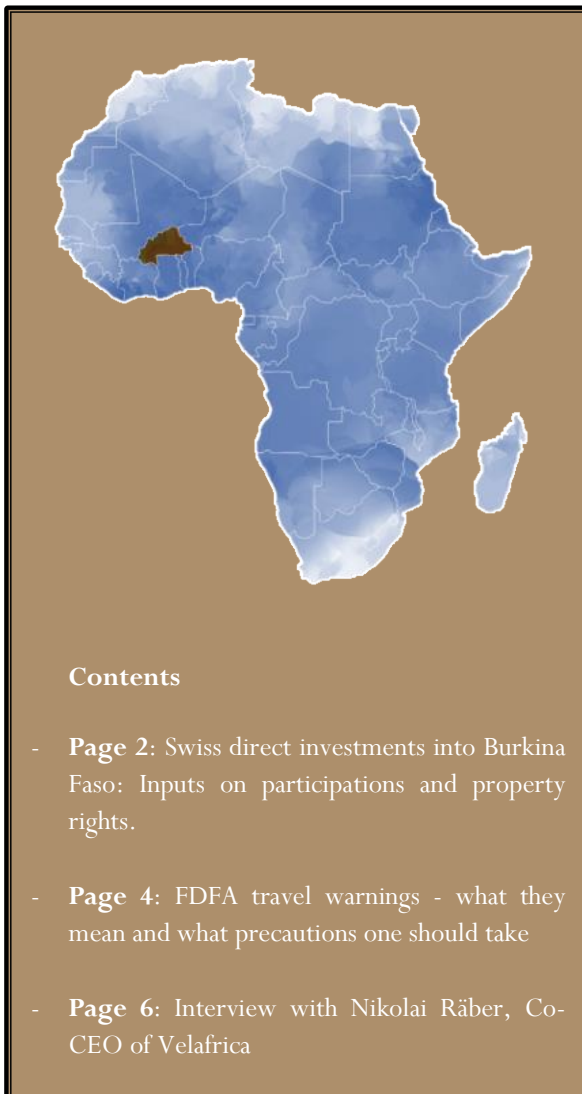 Contents
- Page 2: Swiss direct investments into Burkina
Faso: Inputs on participations and property
rights.
- Page 4: FDFA travel warnings - what they
mean and what precautions one should take
- Page 6: Interview with Nikolai Räber, Co-
CEO of Velafrica